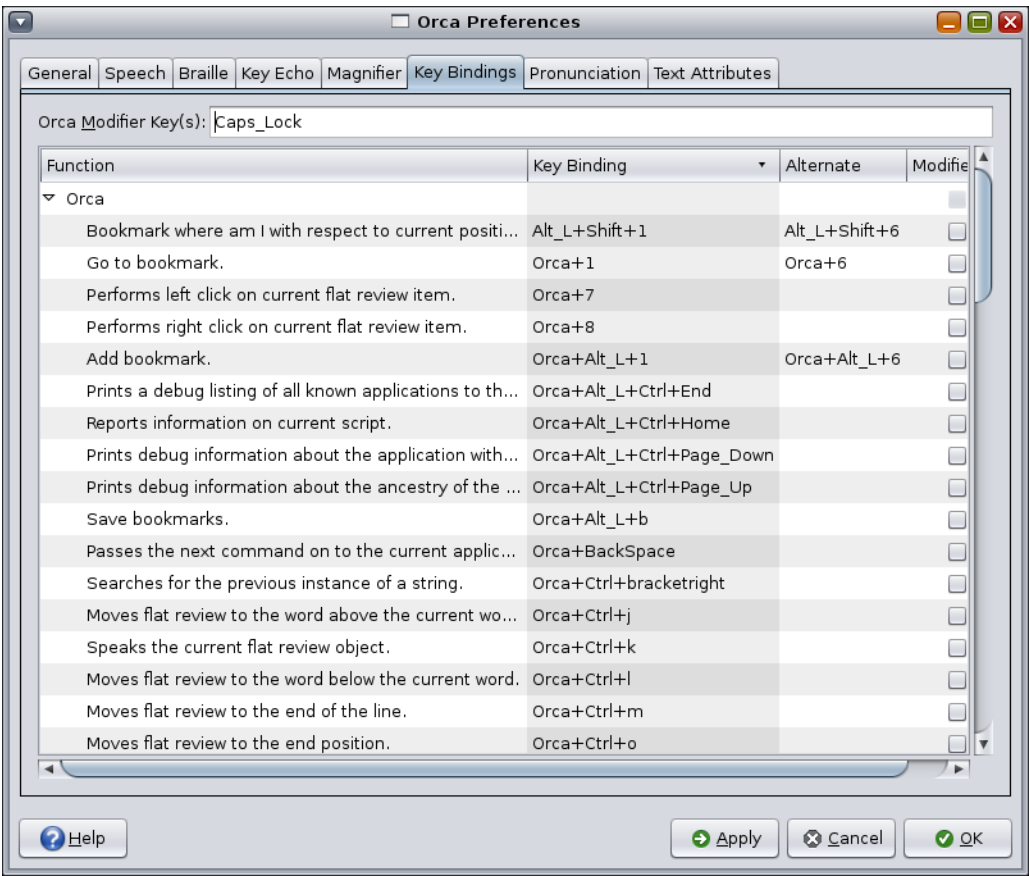 Orca Preferences
General Speech Braille Key Echo Magnifier Key Bindings Pronunciation Text Attributes
Orca Modifier Key(s): Caps_Lock
Function Key Binding Alternate Modifie
Orca
Bookmark where am I with respect to current positi... Alt_L+Shift+1 Alt_L+Shift+6
Go to bookmark. Orca+1 Orca+6
Performs left click on current flat review item. Orca+7
Performs right click on current flat review item. Orca+8
Add bookmark. Orca+Alt_L+1 Orca+Alt_L+6
Prints a debug listing of all known applications to th... Orca+Alt_L+Ctrl+End
Reports information on current script. Orca+Alt_L+Ctrl+Home
Prints debug information about the application with... Orca+Alt_L+Ctrl+Page_Down
Prints debug information about the ancestry of the ... Orca+Alt_L+Ctrl+Page_Up
Save bookmarks. Orca+Alt_L+b
Passes the next command on to the current applic... Orca+BackSpace
Searches for the previous instance of a string. Orca+Ctrl+bracketright
Moves flat review to the word above the current wo... Orca+Ctrl+j
Speaks the current flat review object. Orca+Ctrl+k
Moves flat review to the word below the current word. Orca+Ctrl+l
Moves flat review to the end of the line. Orca+Ctrl+m
Moves flat review to the end position. Orca+Ctrl+o
Help Apply Cancel OK